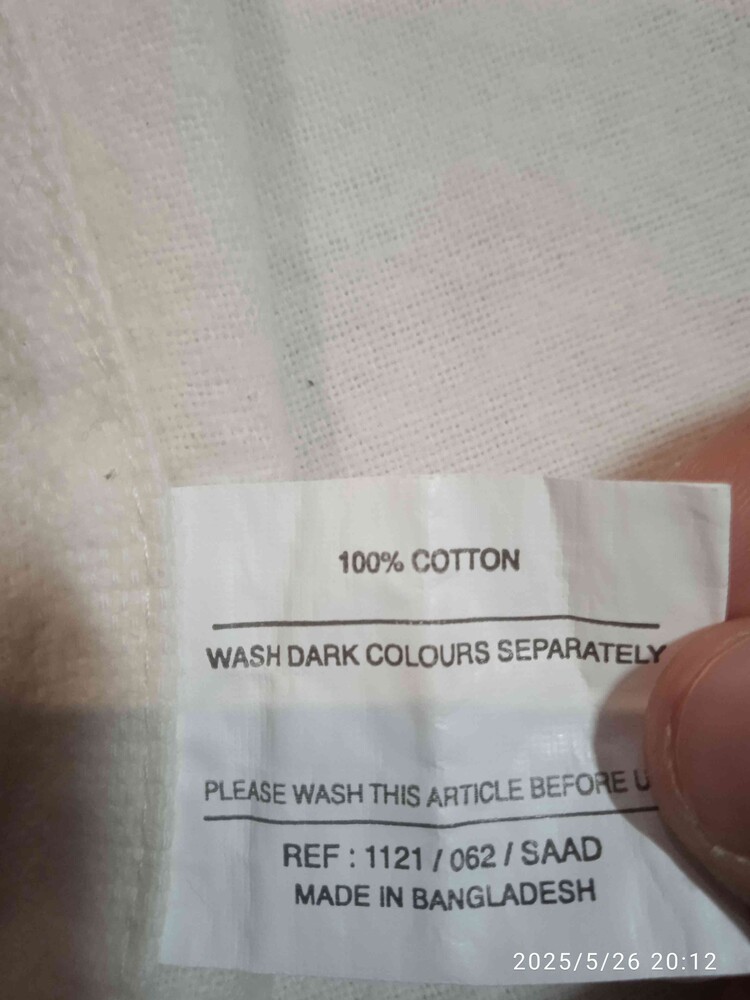 100% COTTON
WASH DARK COLOURS SEPARATELY
PLEASE WASH THIS ARTICLE BEFORE
REF : 1121 / 062 / SAAD
MADE IN BANGLADESH
2025/5/26 20:12